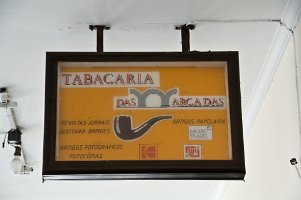 TABACARIA
DAS ARCADAS
REVISTAS JORNAIS
BIJUTARIA BRINDES
ARTIGOS PAPELARIA
ARTIGOS FOTOGRÁFICOS
FOTOCÓPIAS